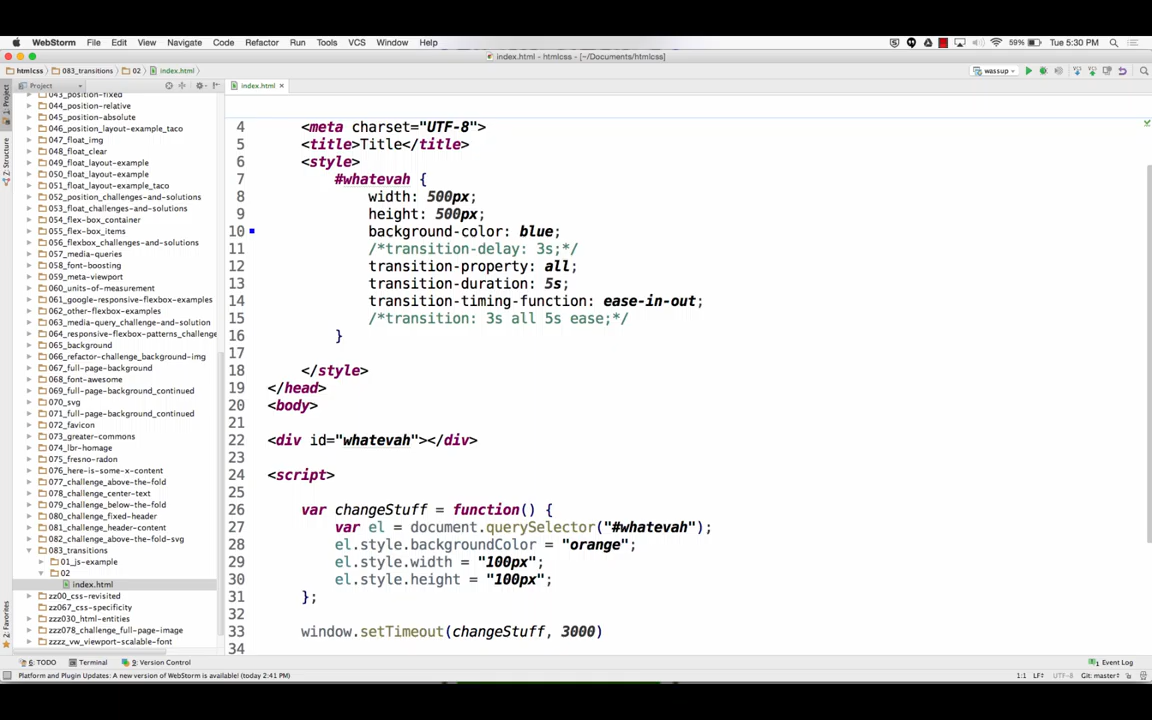 WebStorm File Edit View Navigate Code Refactor Run Tools VCS Window Help 59% Tue 5:30 PM
index.html - htmlcss - [~/Documents/htmlcss]
htmlcss 083_transitions 02 index.html wassup
Project index.html
1: Project
7: Structure
2: Favorites
043_position-fixed
044_position-relative
045_position-absolute
046_position_layout-example_taco
047_float_img
048_float_clear
049_float_layout-example
050_float_layout-example
051_float_layout-example_taco
052_position_challenges-and-solutions
053_float_challenges-and-solutions
054_flex-box_container
055_flex-box_items
056_flexbox_challenges-and-solutions
057_media-queries
058_font-boosting
059_meta-viewport
060_units-of-measurement
061_google-responsive-flexbox-examples
062_other-flexbox-examples
063_media-query_challenge-and-solution
064_responsive-flexbox-patterns_challenge
065_background
066_refactor-challenge_background-img
067_full-page-background
068_font-awesome
069_full-page-background_continued
070_svg
071_full-page-background_continued
072_favicon
073_greater-commons
074_lbr-homage
075_fresno-radon
076_here-is-some-x-content
077_challenge_above-the-fold
078_challenge_center-text
079_challenge_below-the-fold
080_challenge_fixed-header
081_challenge_header-content
082_challenge_above-the-fold-svg
083_transitions
01_js-example
02
index.html
zz00_css-revisited
zz067_css-specificity
zzz030_html-entities
zzz078_challenge_full-page-image
zzzz_vw_viewport-scalable-font
4 <meta charset="UTF-8">
5 <title>Title</title>
6 <style>
7 #whatevah {
8 width: 500px;
9 height: 500px;
10 background-color: blue;
11 /*transition-delay: 3s;*/
12 transition-property: all;
13 transition-duration: 5s;
14 transition-timing-function: ease-in-out;
15 /*transition: 3s all 5s ease;*/
16 }
17
18 </style>
19 </head>
20 <body>
21
22 <div id="whatevah"></div>
23
24 <script>
25
26 var changeStuff = function() {
27 var el = document.querySelector("#whatevah");
28 el.style.backgroundColor = "orange";
29 el.style.width = "100px";
30 el.style.height = "100px";
31 };
32
33 window.setTimeout(changeStuff, 3000)
34
6: TODO Terminal 9: Version Control Event Log
Platform and Plugin Updates: A new version of WebStorm is available! (today 2:41 PM) 1:1 LF UTF-8 Git: master